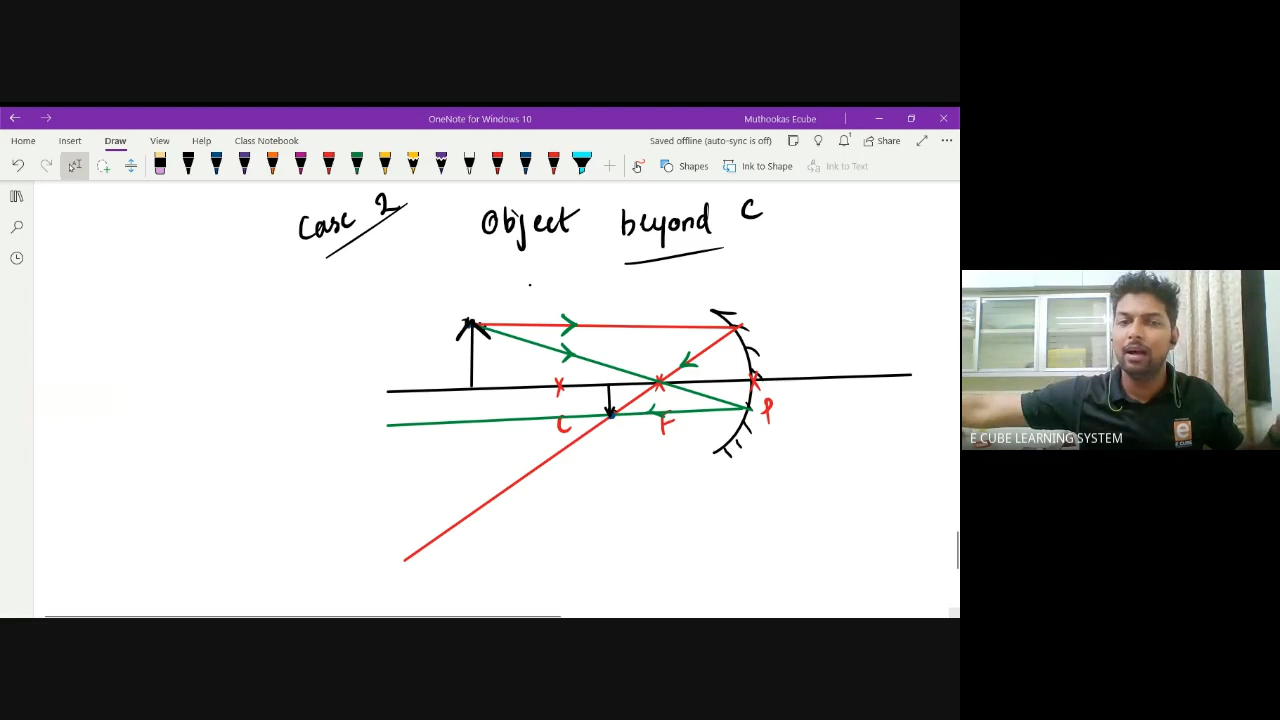 OneNote for Windows 10
Muthookas Ecube
Home Insert Draw View Help Class Notebook
Saved offline (auto-sync is off)
Share
Shapes
Ink to Shape
Ink to Text
Case 2 Object beyond C
C F P
E CUBE LEARNING SYSTEM
E CUBE